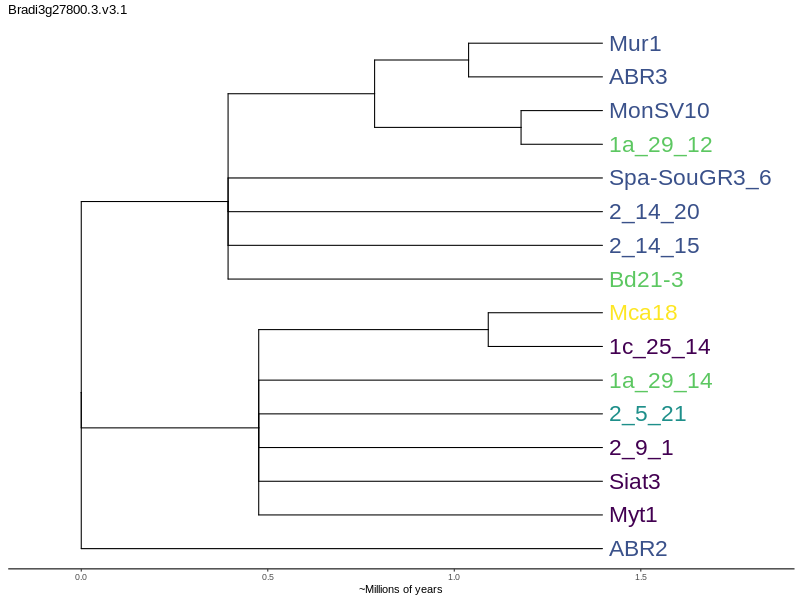 Bradi3g27800.3.v3.1
Mur1
ABR3
MonSV10
1a_29_12
Spa-SouGR3_6
2_14_20
2_14_15
Bd21-3
Mca18
1c_25_14
1a_29_14
2_5_21
2_9_1
Siat3
Myt1
ABR2
0.0 0.5 1.0 1.5
~Millions of years